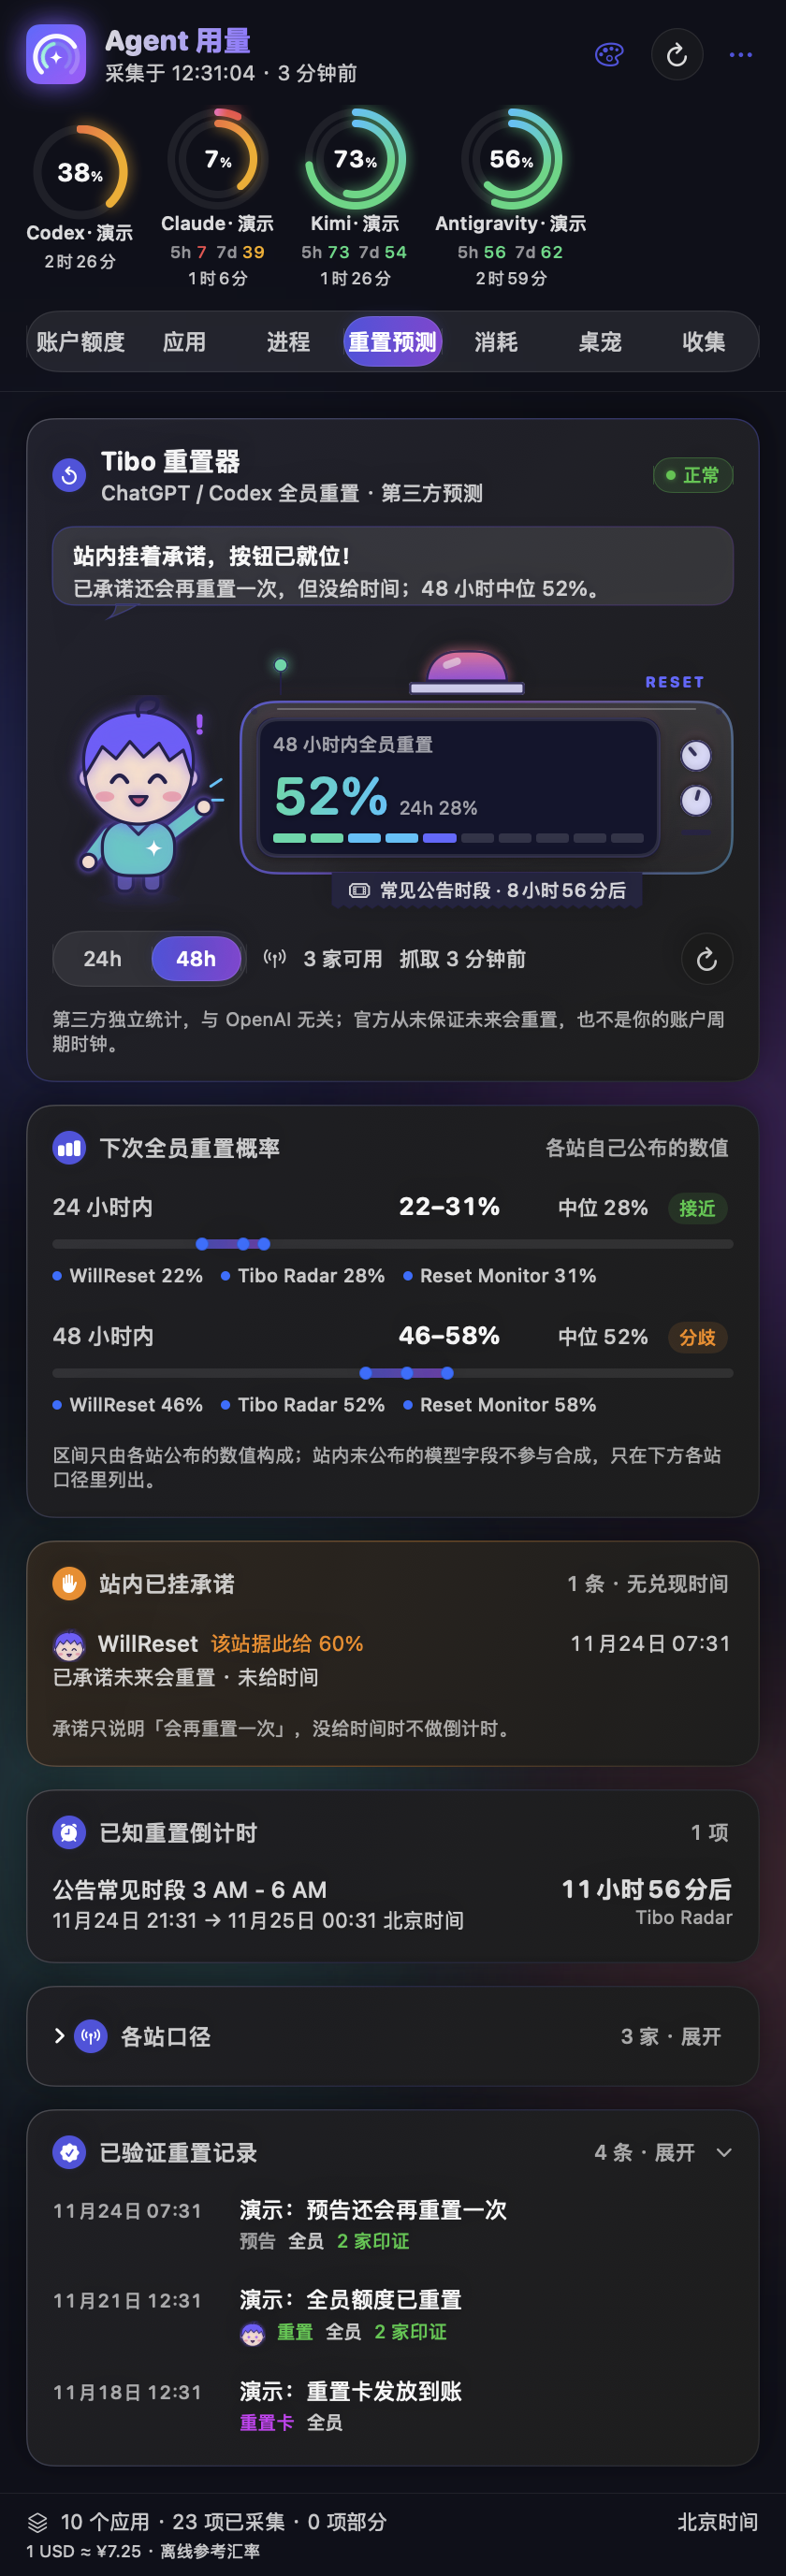 Agent 用量
采集于 12:31:04 · 3 分钟前
38%
7%
73%
56%
Codex· 演示
Claude· 演示
Kimi· 演示
Antigravity· 演示
2时26分
5h 7 7d 39
5h 73 7d 54
5h 56 7d 62
1时6分
1时26分
2时59分
账户额度 应用 进程 重置预测 消耗 桌宠 收集
Tibo 重置器
ChatGPT / Codex 全员重置 · 第三方预测
正常
站内挂着承诺，按钮已就位！
已承诺还会再重置一次，但没给时间；48 小时中位 52%。
RESET
!
48 小时内全员重置
52% 24h 28%
常见公告时段 · 8小时56分后
24h 48h 3 家可用 抓取 3 分钟前
第三方独立统计，与 OpenAI 无关；官方从未保证未来会重置，也不是你的账户周
期时钟。
下次全员重置概率 各站自己公布的数值
24 小时内 22–31% 中位 28% 接近
WillReset 22% Tibo Radar 28% Reset Monitor 31%
48 小时内 46–58% 中位 52% 分歧
WillReset 46% Tibo Radar 52% Reset Monitor 58%
区间只由各站公布的数值构成；站内未公布的模型字段不参与合成，只在下方各站
口径里列出。
站内已挂承诺 1 条 · 无兑现时间
WillReset 该站据此给 60% 11月24日 07:31
已承诺未来会重置 · 未给时间
承诺只说明「会再重置一次」，没给时间时不做倒计时。
已知重置倒计时 1 项
公告常见时段 3 AM - 6 AM 11小时56分后
11月24日 21:31 → 11月25日 00:31 北京时间 Tibo Radar
各站口径 3 家 · 展开
已验证重置记录 4 条 · 展开
11月24日 07:31 演示：预告还会再重置一次
预告 全员 2 家印证
11月21日 12:31 演示：全员额度已重置
重置 全员 2 家印证
11月18日 12:31 演示：重置卡发放到账
重置卡 全员
10 个应用 · 23 项已采集 · 0 项部分 北京时间
1 USD ≈ ¥7.25 · 离线参考汇率